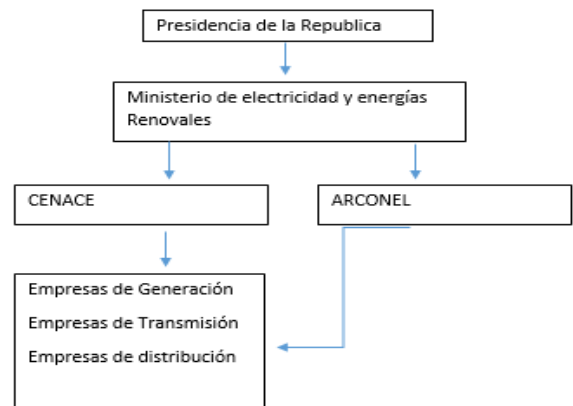 Presidencia de la Republica
Ministerio de electricidad y energías
Renovales
CENACE
ARCONEL
Empresas de Generación
Empresas de Transmisión
Empresas de distribución